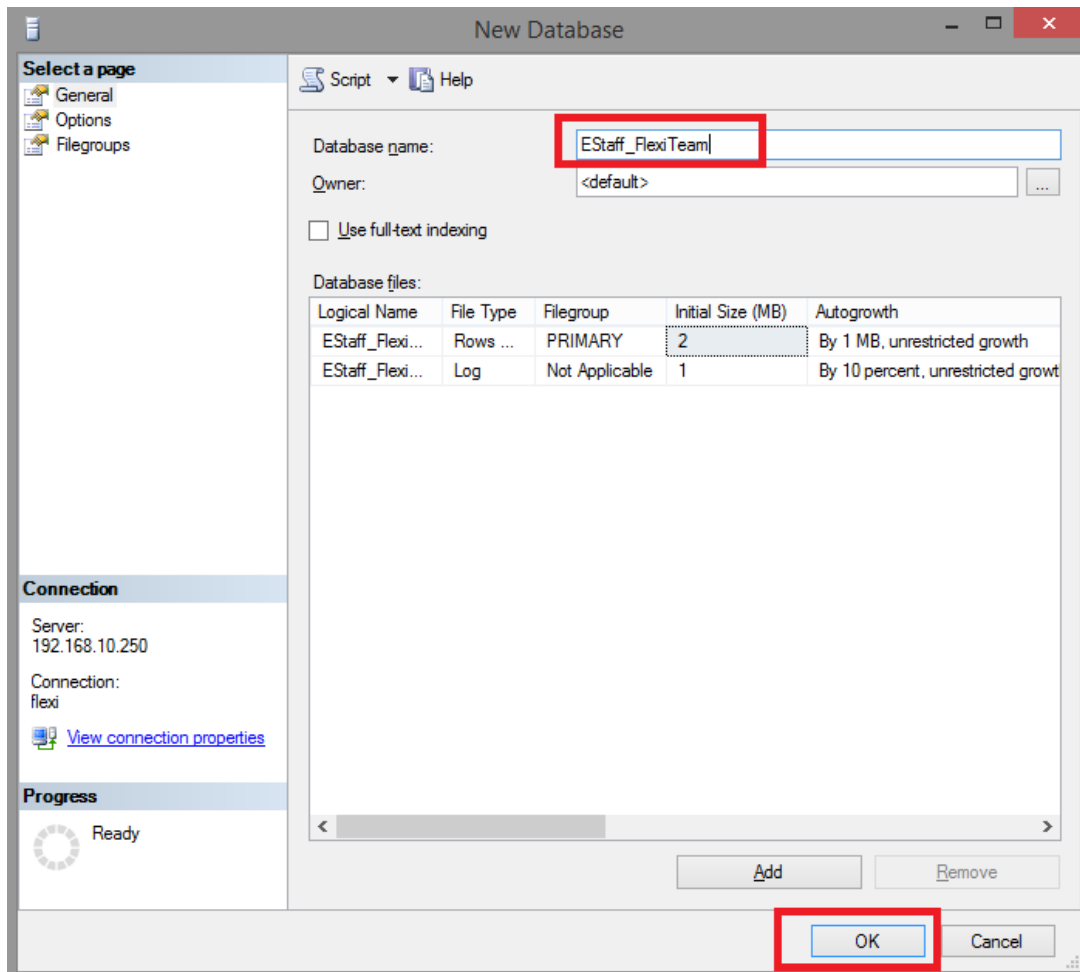 New Database
Select a page
General
Options
Filegroups
Script
Help
Database name:
EStaff_FlexiTeam
Owner:
<default>
...
Use full-text indexing
Database files:
Logical Name File Type Filegroup Initial Size (MB) Autogrowth
EStaff_Flexi... Rows ... PRIMARY 2 By 1 MB, unrestricted growth
EStaff_Flexi... Log Not Applicable 1 By 10 percent, unrestricted growt
Connection
Server:
192.168.10.250
Connection:
flexi
View connection properties
Progress
Ready
Add
Remove
OK
Cancel